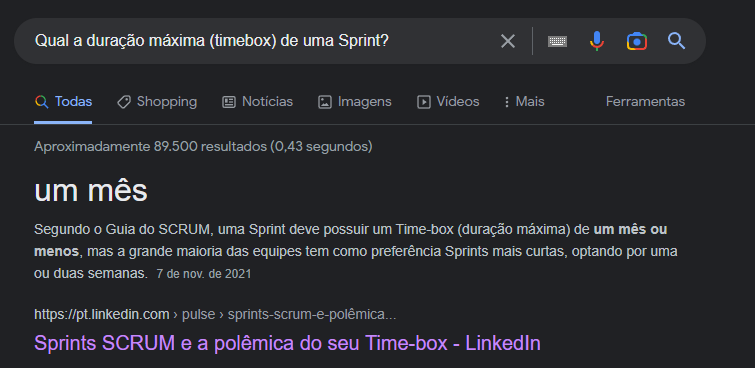 Qual a duração máxima (timebox) de uma Sprint?
Todas Shopping Notícias Imagens Vídeos Mais Ferramentas
Aproximadamente 89.500 resultados (0,43 segundos)
um mês
Segundo o Guia do SCRUM, uma Sprint deve possuir um Time-box (duração máxima) de um mês ou
menos, mas a grande maioria das equipes tem como preferência Sprints mais curtas, optando por uma
ou duas semanas. 7 de nov. de 2021
https://pt.linkedin.com › pulse › sprints-scrum-e-polêmica...
Sprints SCRUM e a polêmica do seu Time-box - LinkedIn